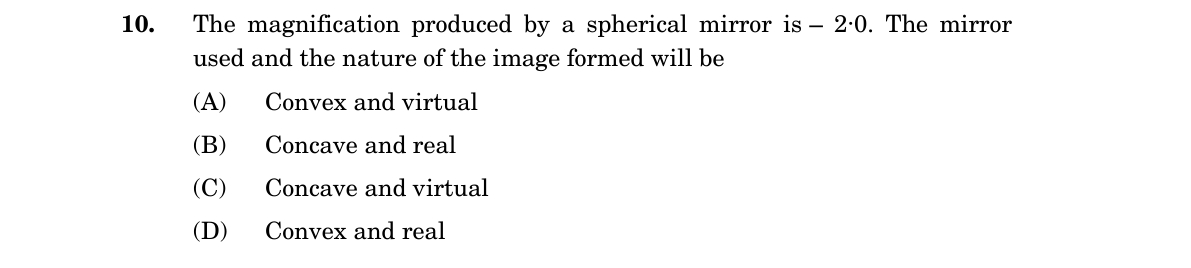 10. The magnification produced by a spherical mirror is – 2·0. The mirror
used and the nature of the image formed will be
(A) Convex and virtual
(B) Concave and real
(C) Concave and virtual
(D) Convex and real